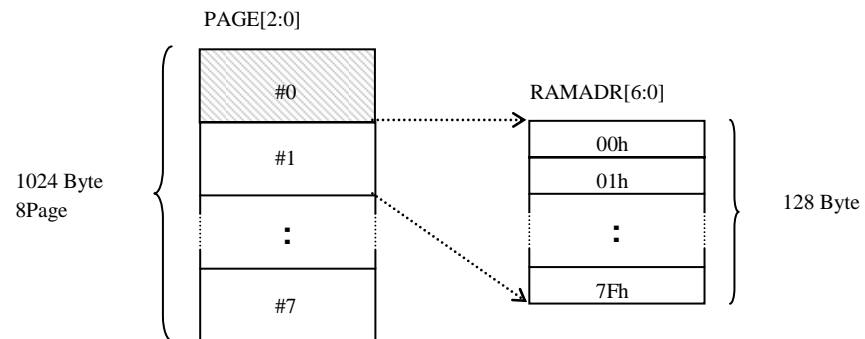 PAGE[2:0]
#0
#1
:
#7
1024 Byte
8Page
RAMADR[6:0]
00h
01h
:
7Fh
128 Byte